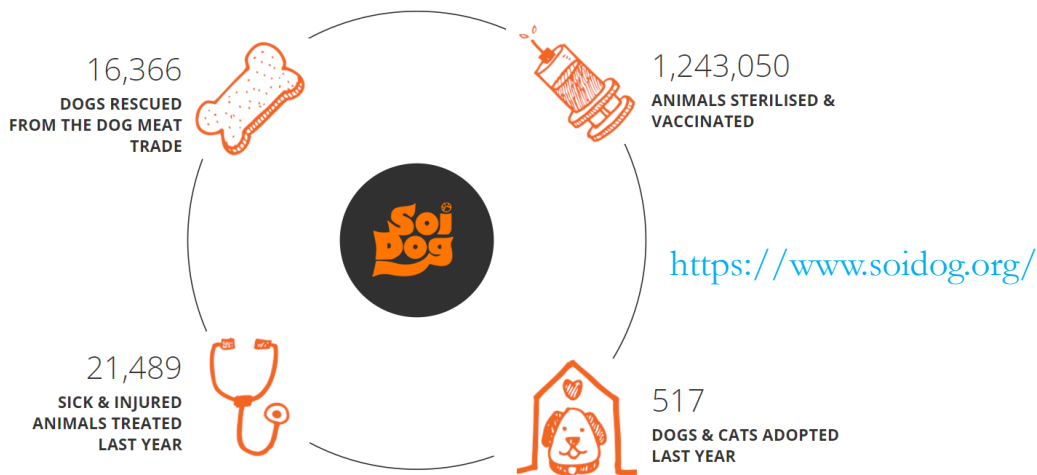 16,366
DOGS RESCUED
FROM THE DOG MEAT
TRADE
1,243,050
ANIMALS STERILISED &
VACCINATED
Soi
Dog
https://www.soidog.org/
21,489
SICK & INJURED
ANIMALS TREATED
LAST YEAR
517
DOGS & CATS ADOPTED
LAST YEAR